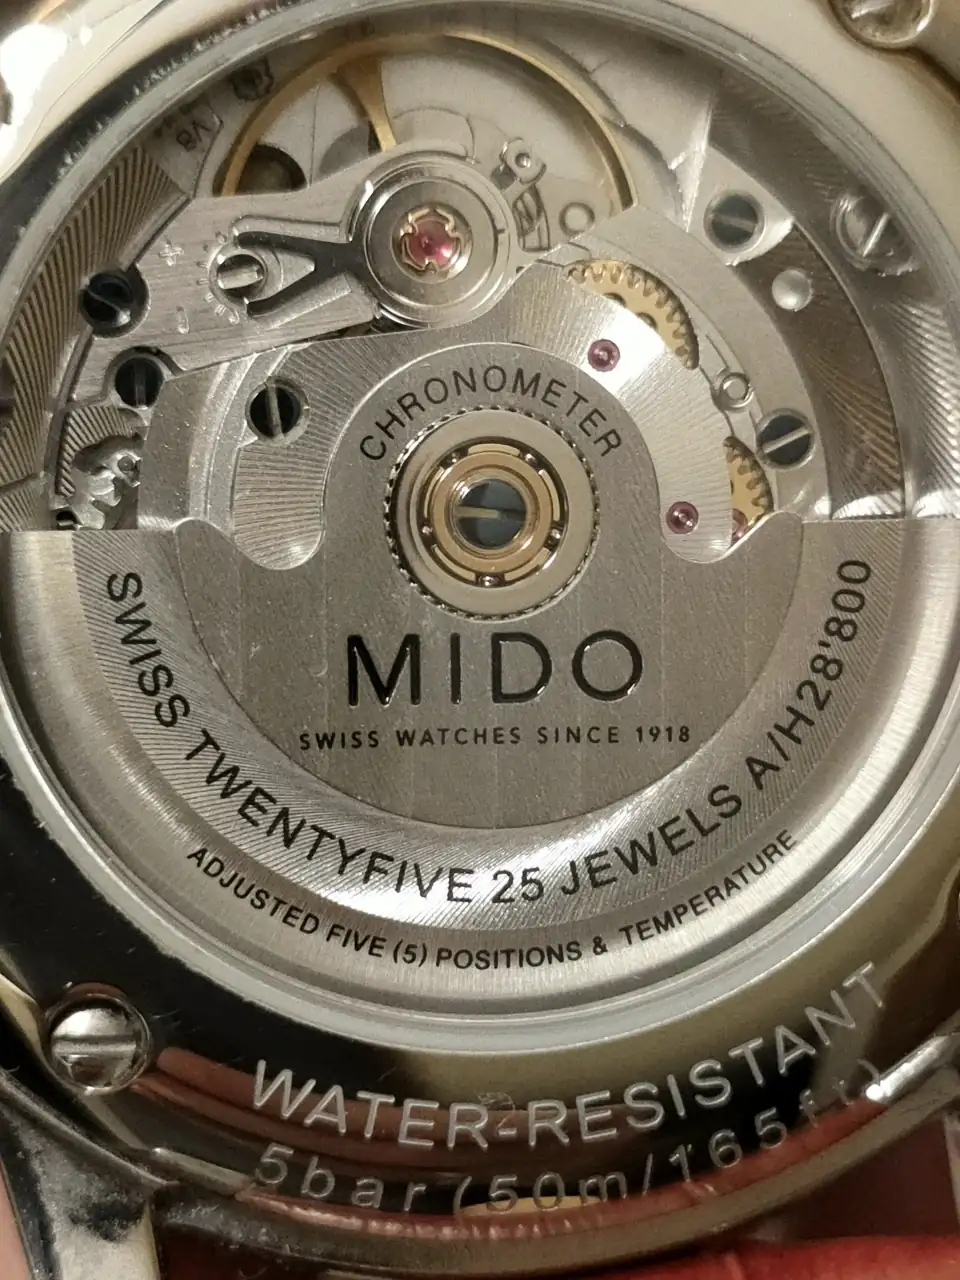 CHRONOMETER
MIDO
SWISS WATCHES SINCE 1918
SWISS TWENTYFIVE 25 JEWELS A/H28'800
ADJUSTED FIVE (5) POSITIONS & TEMPERATURE
WATER-RESISTANT
5bar (50m/165ft)